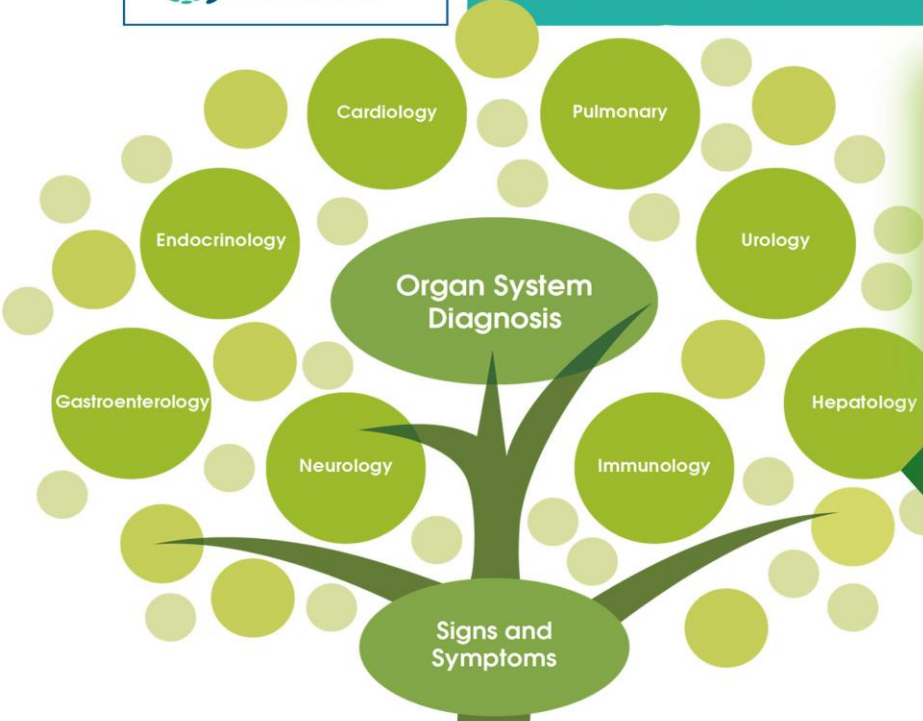 Cardiology
Pulmonary
Endocrinology
Urology
Organ System
Diagnosis
Gastroenterology
Hepatology
Neurology
Immunology
Signs and
Symptoms